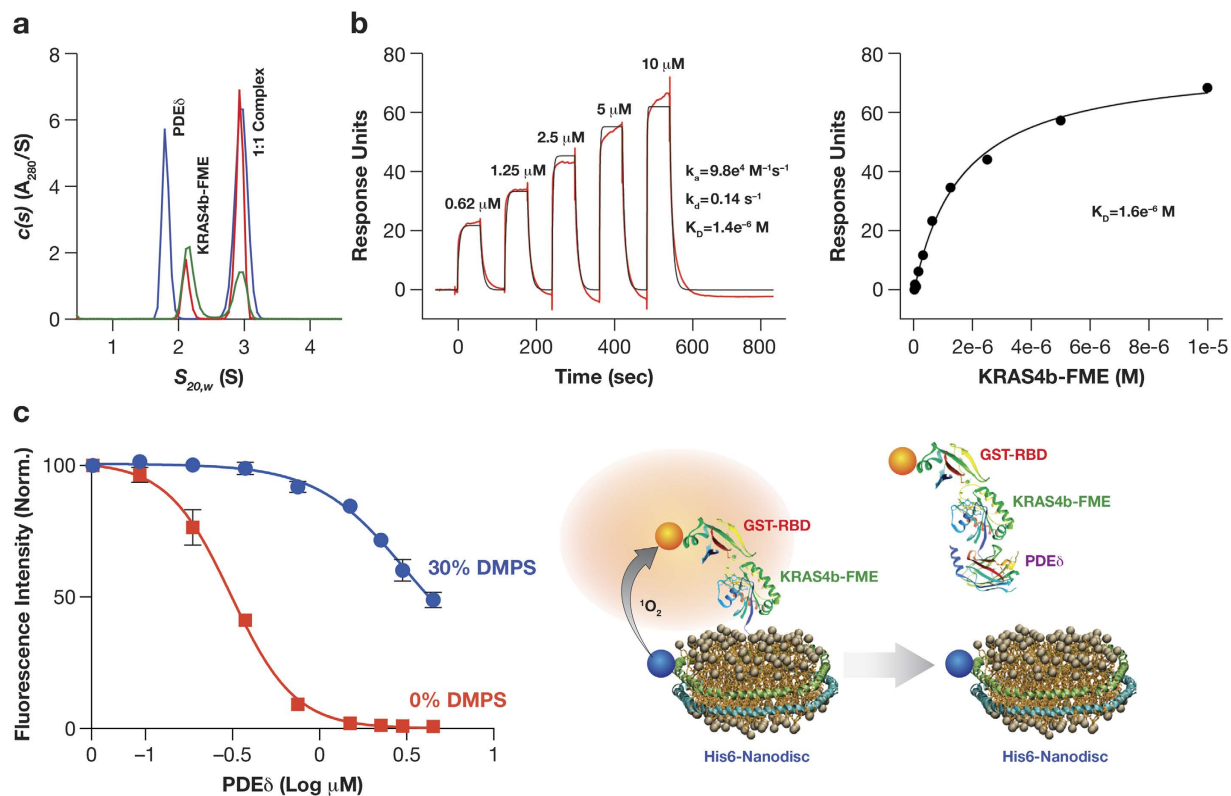 a
8
6
4
2
0
c(s) (A280/S)
PDEδ
KRAS4b-FME
1:1 Complex
1 2 3 4
S20,w (S)
b
80
60
40
20
0
Response Units
0.62 μM
1.25 μM
2.5 μM
5 μM
10 μM
ka=9.8e⁴ M⁻¹s⁻¹
kd=0.14 s⁻¹
KD=1.4e⁻⁶ M
0 200 400 600 800
Time (sec)
80
60
40
20
0
Response Units
KD=1.6e⁻⁶ M
0 2e-6 4e-6 6e-6 8e-6 1e-5
KRAS4b-FME (M)
c
100
50
0
Fluorescence Intensity (Norm.)
30% DMPS
0% DMPS
0 −1 −0.5 0 0.5 1
PDEδ (Log μM)
GST-RBD
KRAS4b-FME
¹O₂
His6-Nanodisc
GST-RBD
KRAS4b-FME
PDEδ
His6-Nanodisc